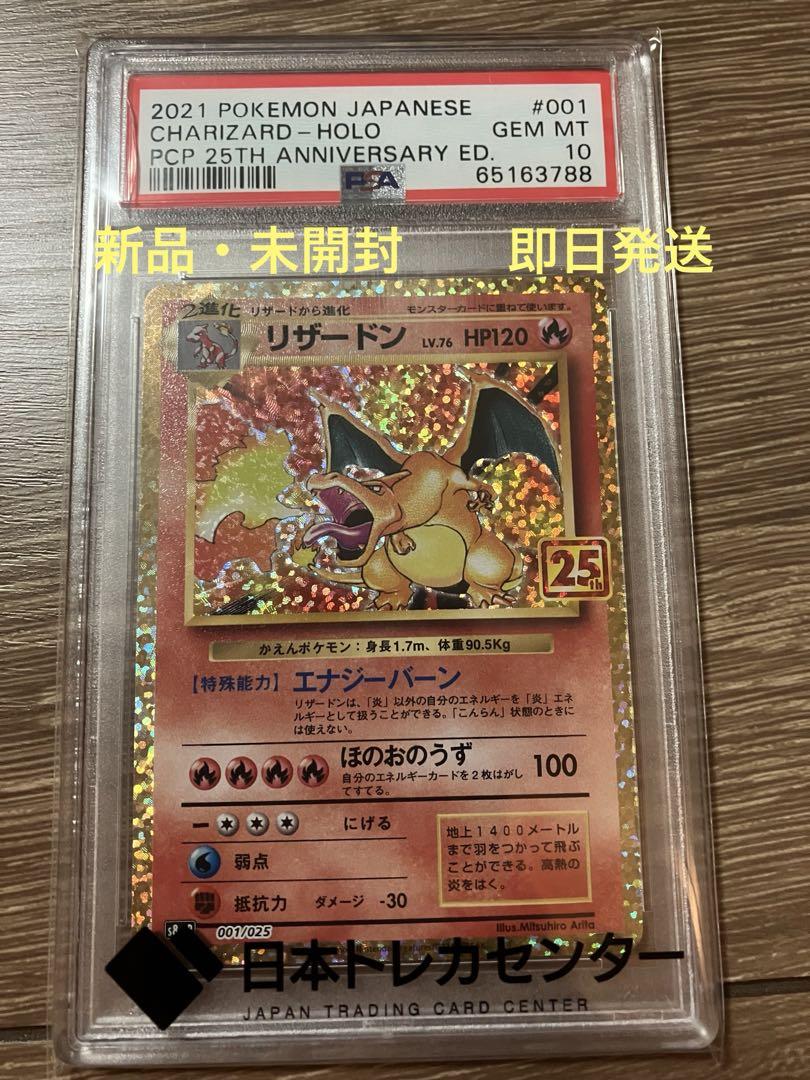 2021 POKEMON JAPANESE #001
CHARIZARD-HOLO GEM MT
PCP 25TH ANNIVERSARY ED. 10
PSA 65163788
新品・未開封 即日発送
2進化 リザードから進化 モンスターカードに重ねて使います。
リザードン LV.76 HP120
25th
かえんポケモン：身長1.7m、体重90.5Kg
【特殊能力】エナジーバーン
リザードンは、「炎」以外の自分のエネルギーを「炎」エネ
ルギーとして扱うことができる。「こんらん」状態のときに
は使えない。
ほのおのうず 100
自分のエネルギーカードを2枚はがし
てすてる。
にげる
弱点
抵抗力 ダメージ -30
地上1400メートル
まで羽をつかって飛ぶ
ことができる。高熱の
炎をはく。
Illus.Mitsuhiro Arita
001/025
日本トレカセンター
JAPAN TRADING CARD CENTER